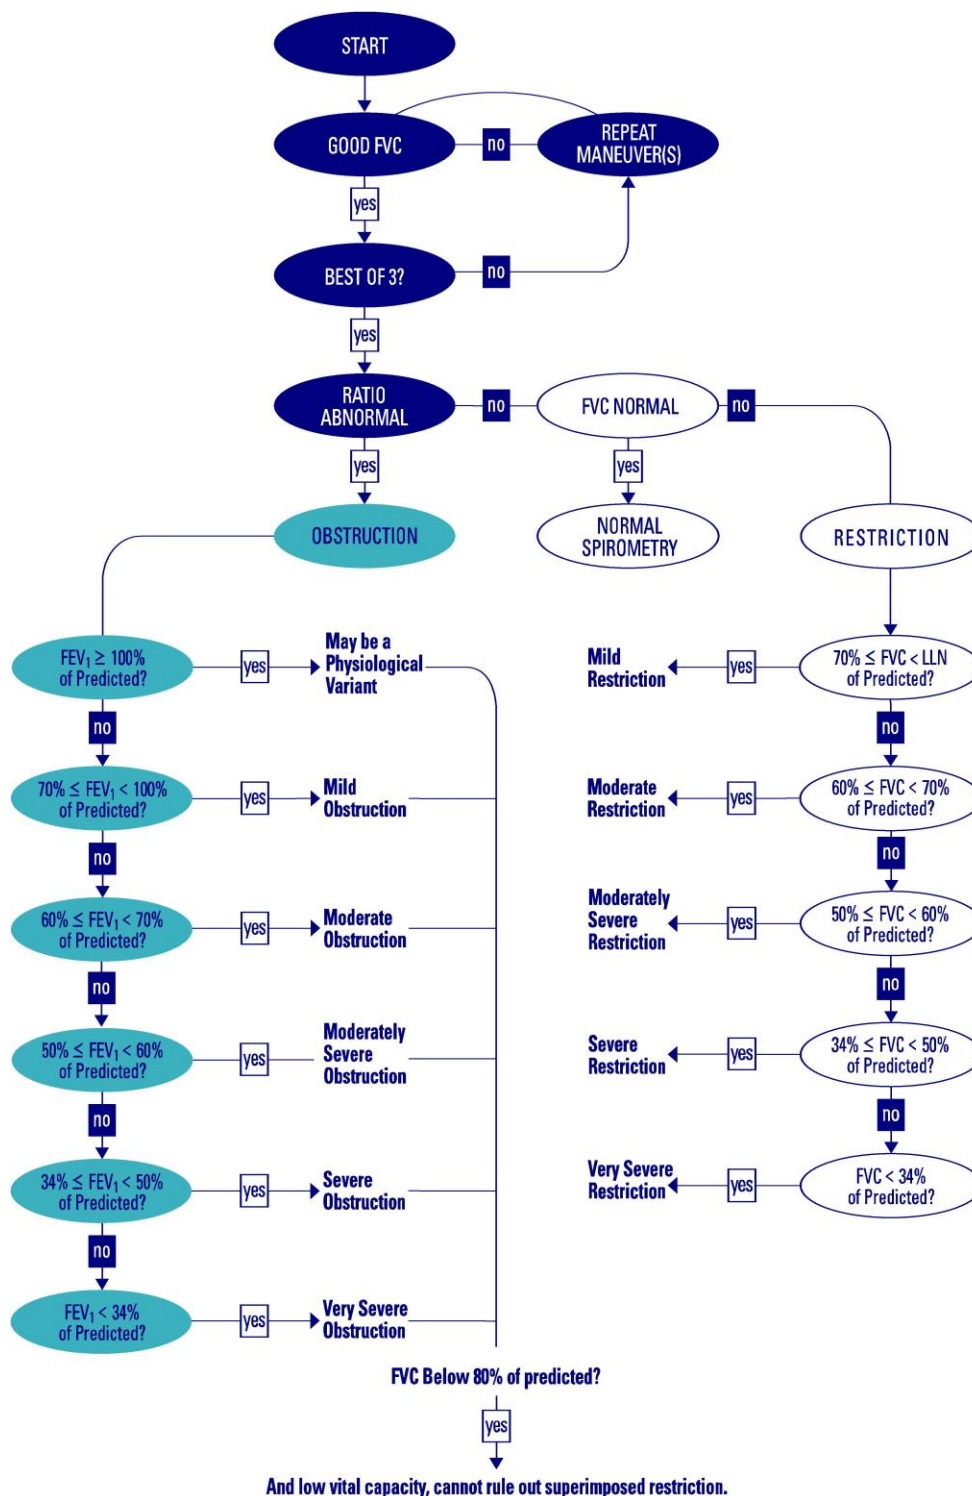 START
GOOD FVC
no
REPEAT
MANEUVER(S)
yes
BEST OF 3?
no
yes
RATIO
ABNORMAL
no
FVC NORMAL
no
yes
yes
OBSTRUCTION
NORMAL
SPIROMETRY
RESTRICTION
FEV₁ ≥ 100%
of Predicted?
yes
May be a
Physiological
Variant
no
70% ≤ FEV₁ < 100%
of Predicted?
yes
Mild
Obstruction
no
60% ≤ FEV₁ < 70%
of Predicted?
yes
Moderate
Obstruction
no
50% ≤ FEV₁ < 60%
of Predicted?
yes
Moderately
Severe
Obstruction
no
34% ≤ FEV₁ < 50%
of Predicted?
yes
Severe
Obstruction
no
FEV₁ < 34%
of Predicted?
yes
Very Severe
Obstruction
Mild
Restriction
yes
70% ≤ FVC < LLN
of Predicted?
no
Moderate
Restriction
yes
60% ≤ FVC < 70%
of Predicted?
no
Moderately
Severe
Restriction
yes
50% ≤ FVC < 60%
of Predicted?
no
Severe
Restriction
yes
34% ≤ FVC < 50%
of Predicted?
no
Very Severe
Restriction
yes
FVC < 34%
of Predicted?
FVC Below 80% of predicted?
yes
And low vital capacity, cannot rule out superimposed restriction.